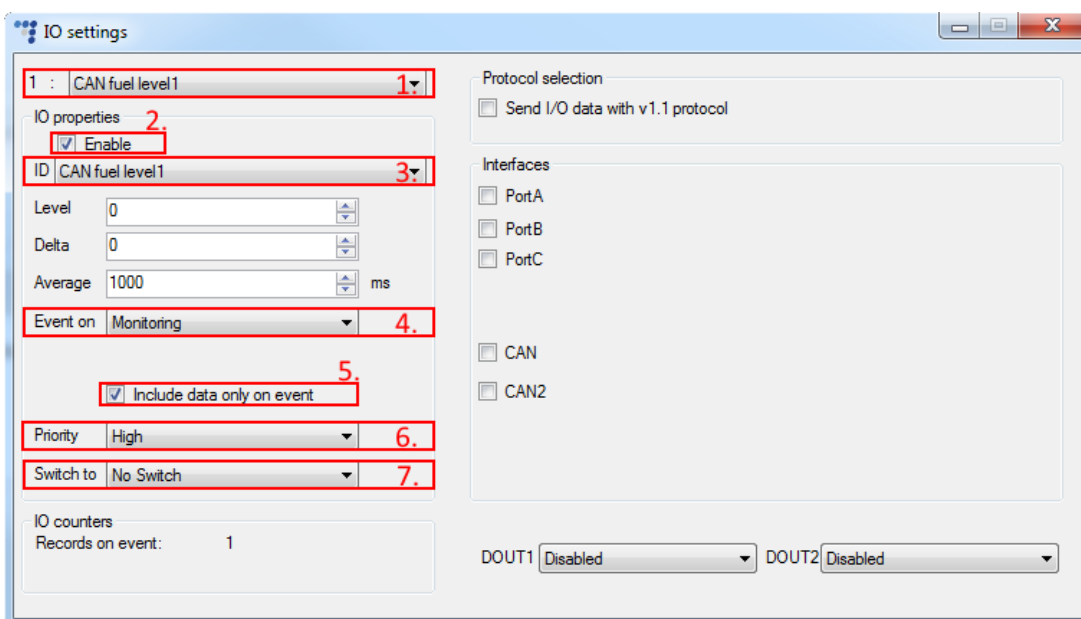 IO settings
1 : CAN fuel level1 1.
IO properties 2.
Enable
ID CAN fuel level1 3.
Level 0
Delta 0
Average 1000 ms
Event on Monitoring 4.
5.
Include data only on event
Priority High 6.
Switch to No Switch 7.
IO counters
Records on event: 1
Protocol selection
Send I/O data with v1.1 protocol
Interfaces
PortA
PortB
PortC
CAN
CAN2
DOUT1 Disabled DOUT2 Disabled